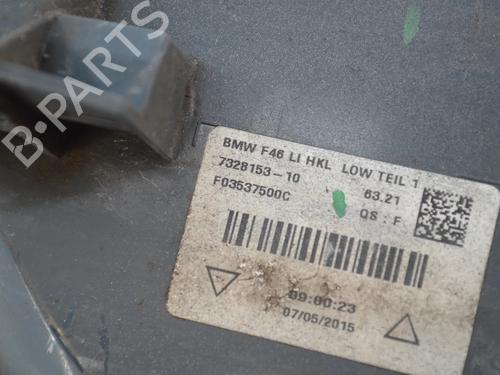 B-PARTS
BMW F46 LI HKL LOW TEIL 1
7328153-10 63.21
F03537500C QS : F
09:00:23
07/05/2015